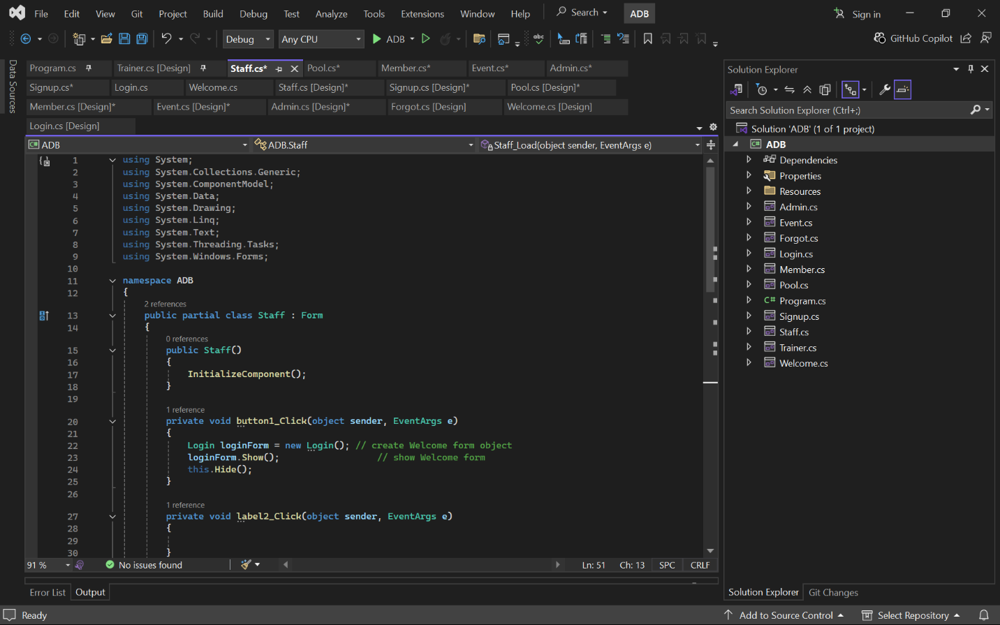 File Edit View Git Project Build Debug Test Analyze Tools Extensions Window Help Search ADB Sign in
Debug Any CPU ADB abc GitHub Copilot
Data Sources
Program.cs Trainer.cs [Design] Staff.cs* Pool.cs* Member.cs* Event.cs* Admin.cs*
Signup.cs* Login.cs Welcome.cs Staff.cs [Design]* Signup.cs [Design]* Pool.cs [Design]*
Member.cs [Design]* Event.cs [Design]* Admin.cs [Design]* Forgot.cs [Design] Welcome.cs [Design]
Login.cs [Design]
C# ADB ADB.Staff Staff_Load(object sender, EventArgs e)
1 using System;
2 using System.Collections.Generic;
3 using System.ComponentModel;
4 using System.Data;
5 using System.Drawing;
6 using System.Linq;
7 using System.Text;
8 using System.Threading.Tasks;
9 using System.Windows.Forms;
10
11 namespace ADB
12 {
2 references
13 public partial class Staff : Form
14 {
0 references
15 public Staff()
16 {
17 InitializeComponent();
18 }
19
1 reference
20 private void button1_Click(object sender, EventArgs e)
21 {
22 Login loginForm = new Login(); // create Welcome form object
23 loginForm.Show(); // show Welcome form
24 this.Hide();
25 }
26
1 reference
27 private void label2_Click(object sender, EventArgs e)
28 {
29
30 }
91 % No issues found Ln: 51 Ch: 13 SPC CRLF
Error List Output
Solution Explorer
Search Solution Explorer (Ctrl+;)
Solution 'ADB' (1 of 1 project)
C# ADB
Dependencies
Properties
Resources
Admin.cs
Event.cs
Forgot.cs
Login.cs
Member.cs
Pool.cs
C# Program.cs
Signup.cs
Staff.cs
Trainer.cs
Welcome.cs
Solution Explorer Git Changes
Ready Add to Source Control Select Repository